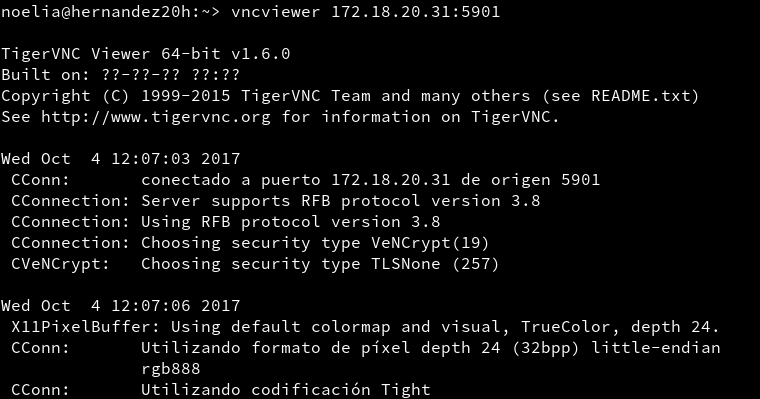 noelia@hernandez20h:~> vncviewer 172.18.20.31:5901
TigerVNC Viewer 64-bit v1.6.0
Built on: ??-??-?? ??:??
Copyright (C) 1999-2015 TigerVNC Team and many others (see README.txt)
See http://www.tigervnc.org for information on TigerVNC.
Wed Oct  4 12:07:03 2017
CConn:       conectado a puerto 172.18.20.31 de origen 5901
CConnection: Server supports RFB protocol version 3.8
CConnection: Using RFB protocol version 3.8
CConnection: Choosing security type VeNCrypt(19)
CVeNCrypt:   Choosing security type TLSNone (257)
Wed Oct  4 12:07:06 2017
X11PixelBuffer: Using default colormap and visual, TrueColor, depth 24.
CConn:       Utilizando formato de píxel depth 24 (32bpp) little-endian
rgb888
CConn:       Utilizando codificación Tight